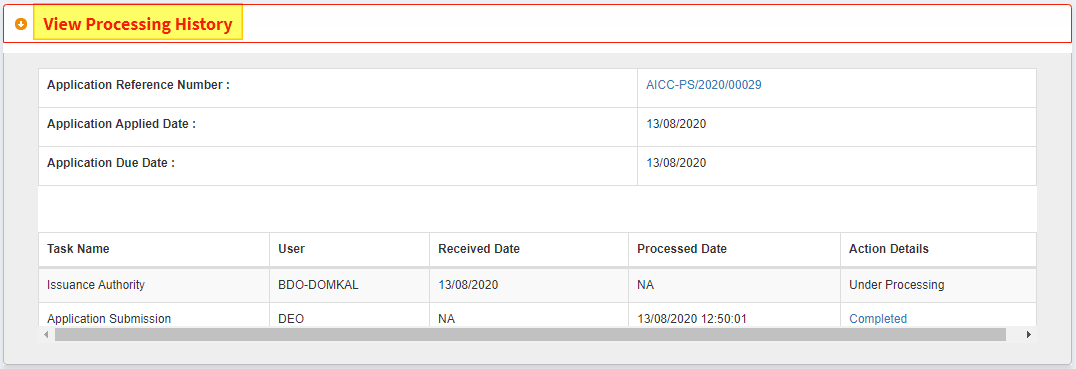 View Processing History
Application Reference Number : AICC-PS/2020/00029
Application Applied Date : 13/08/2020
Application Due Date : 13/08/2020
Task Name User Received Date Processed Date Action Details
Issuance Authority BDO-DOMKAL 13/08/2020 NA Under Processing
Application Submission DEO NA 13/08/2020 12:50:01 Completed